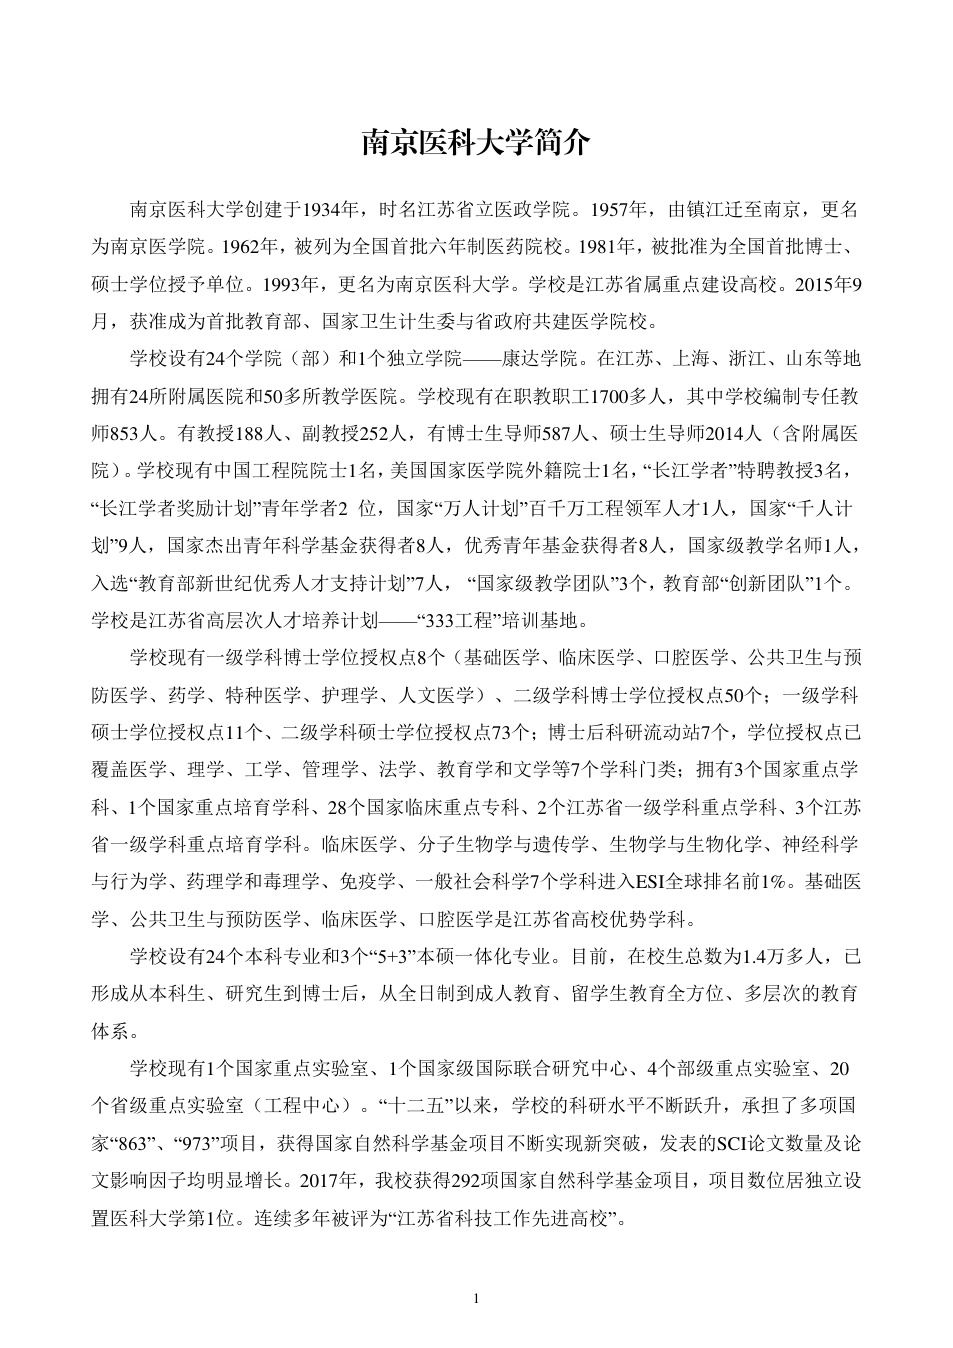 南京医科大学简介
南京医科大学创建于1934年，时名江苏省立医政学院。1957年，由镇江迁至南京，更名
为南京医学院。1962年，被列为全国首批六年制医药院校。1981年，被批准为全国首批博士、
硕士学位授予单位。1993年，更名为南京医科大学。学校是江苏省属重点建设高校。2015年9
月，获准成为首批教育部、国家卫生计生委与省政府共建医学院校。
学校设有24个学院（部）和1个独立学院——康达学院。在江苏、上海、浙江、山东等地
拥有24所附属医院和50多所教学医院。学校现有在职教职工1700多人，其中学校编制专任教
师853人。有教授188人、副教授252人，有博士生导师587人、硕士生导师2014人（含附属医
院）。学校现有中国工程院院士1名，美国国家医学院外籍院士1名，“长江学者”特聘教授3名，
“长江学者奖励计划”青年学者2 位，国家“万人计划”百千万工程领军人才1人，国家“千人计
划”9人，国家杰出青年科学基金获得者8人，优秀青年基金获得者8人，国家级教学名师1人，
入选“教育部新世纪优秀人才支持计划”7人， “国家级教学团队”3个，教育部“创新团队”1个。
学校是江苏省高层次人才培养计划——“333工程”培训基地。
学校现有一级学科博士学位授权点8个（基础医学、临床医学、口腔医学、公共卫生与预
防医学、药学、特种医学、护理学、人文医学）、二级学科博士学位授权点50个；一级学科
硕士学位授权点11个、二级学科硕士学位授权点73个；博士后科研流动站7个，学位授权点已
覆盖医学、理学、工学、管理学、法学、教育学和文学等7个学科门类；拥有3个国家重点学
科、1个国家重点培育学科、28个国家临床重点专科、2个江苏省一级学科重点学科、3个江苏
省一级学科重点培育学科。临床医学、分子生物学与遗传学、生物学与生物化学、神经科学
与行为学、药理学和毒理学、免疫学、一般社会科学7个学科进入ESI全球排名前1%。基础医
学、公共卫生与预防医学、临床医学、口腔医学是江苏省高校优势学科。
学校设有24个本科专业和3个“5+3”本硕一体化专业。目前，在校生总数为1.4万多人，已
形成从本科生、研究生到博士后，从全日制到成人教育、留学生教育全方位、多层次的教育
体系。
学校现有1个国家重点实验室、1个国家级国际联合研究中心、4个部级重点实验室、20
个省级重点实验室（工程中心）。“十二五”以来，学校的科研水平不断跃升，承担了多项国
家“863”、“973”项目，获得国家自然科学基金项目不断实现新突破，发表的SCI论文数量及论
文影响因子均明显增长。2017年，我校获得292项国家自然科学基金项目，项目数位居独立设
置医科大学第1位。连续多年被评为“江苏省科技工作先进高校”。
1